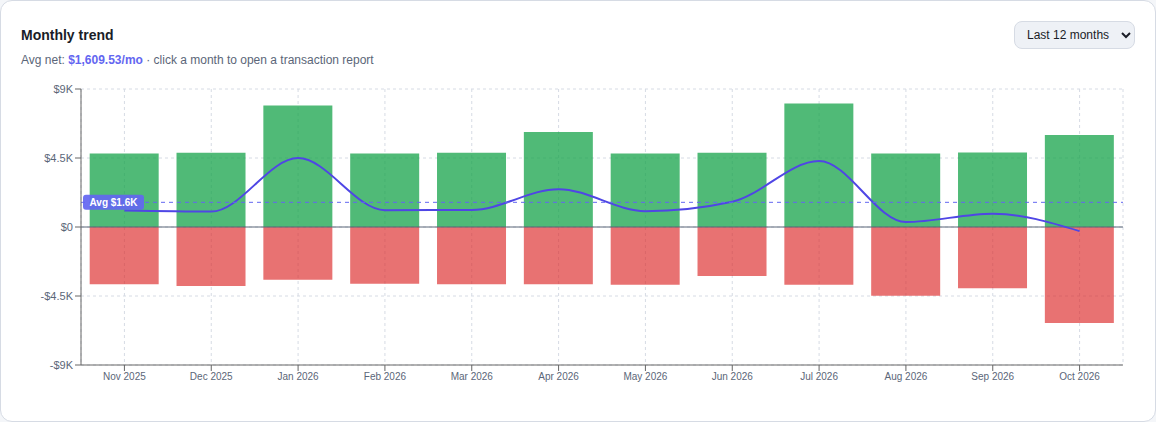 Monthly trend
Last 12 months
Avg net: $1,609.53/mo · click a month to open a transaction report
$9K
$4.5K
Avg $1.6K
$0
-$4.5K
-$9K
Nov 2025 Dec 2025 Jan 2026 Feb 2026 Mar 2026 Apr 2026 May 2026 Jun 2026 Jul 2026 Aug 2026 Sep 2026 Oct 2026